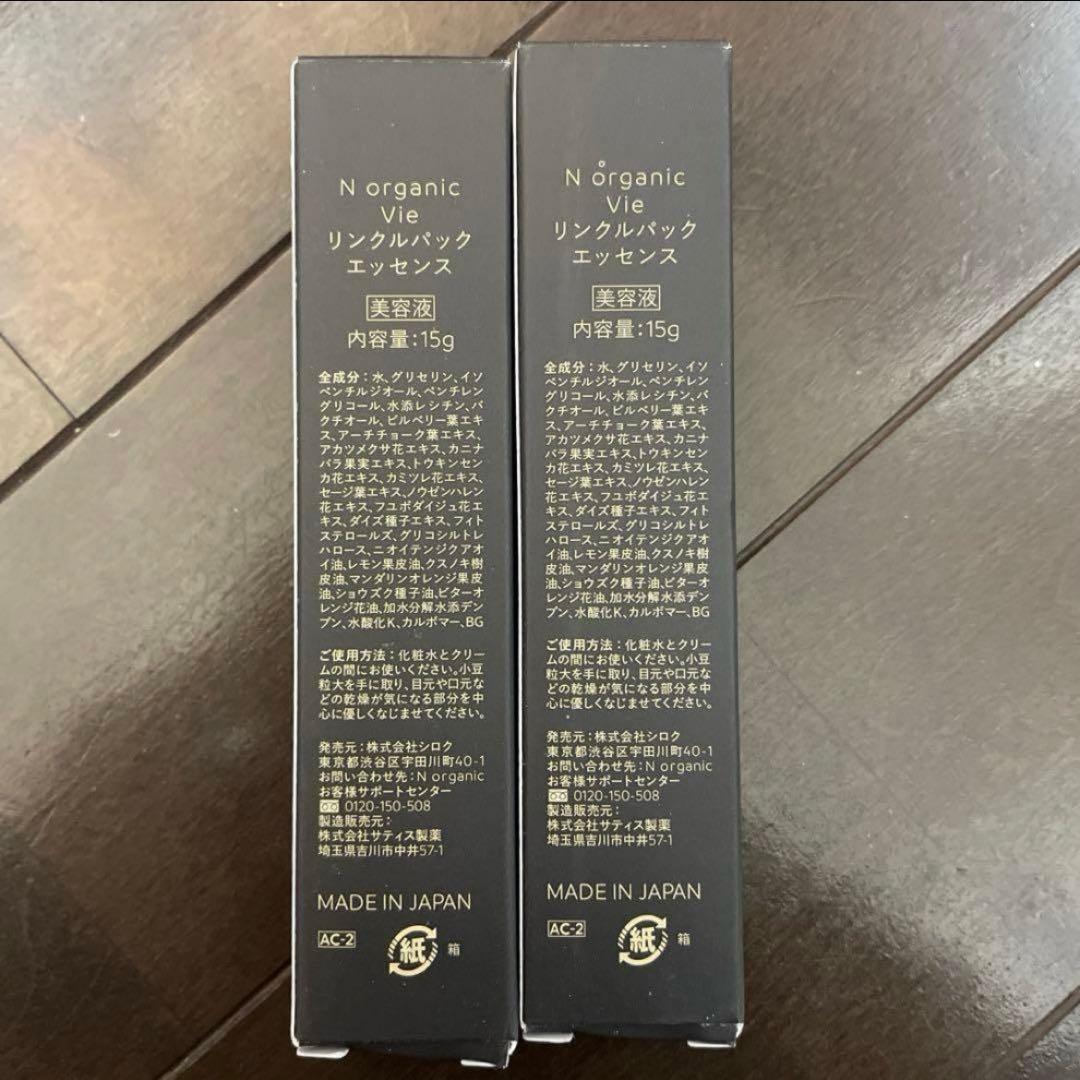 N organic
Vie
リンクルパック
エッセンス
美容液
内容量:15g
全成分:水、グリセリン、イソ
ペンチルジオール、ペンチレン
グリコール、水添レシチン、バ
クチオール、ビルベリー葉エキ
ス、アーチチョーク葉エキス、
アカツメクサ花エキス、カニナ
バラ果実エキス、トウキンセン
カ花エキス、カミツレ花エキス、
セージ葉エキス、ノウゼンハレン
花エキス、フユボダイジュ花エ
キス、ダイズ種子エキス、フィト
ステロールズ、グリコシルトレ
ハロース、ニオイテンジクアオ
イ油、レモン果皮油、クスノキ樹
皮油、マンダリンオレンジ果皮
油、ショウズク種子油、ビターオ
レンジ花油、加水分解水添デン
プン、水酸化K、カルボマー、BG
ご使用方法:化粧水とクリー
ムの間にお使いください。小豆
粒大を手に取り、目元や口元な
どの乾燥が気になる部分を中
心に優しくなじませてください。
発売元:株式会社シロク
東京都渋谷区宇田川町40-1
お問い合わせ先:N organic
お客様サポートセンター
0120-150-508
製造販売元:
株式会社サティス製薬
埼玉県吉川市中井57-1
MADE IN JAPAN
AC-2
紙
箱
N organic
Vie
リンクルパック
エッセンス
美容液
内容量:15g
全成分:水、グリセリン、イソ
ペンチルジオール、ペンチレン
グリコール、水添レシチン、バ
クチオール、ビルベリー葉エキ
ス、アーチチョーク葉エキス、
アカツメクサ花エキス、カニナ
バラ果実エキス、トウキンセン
カ花エキス、カミツレ花エキス、
セージ葉エキス、ノウゼンハレン
花エキス、フユボダイジュ花エ
キス、ダイズ種子エキス、フィト
ステロールズ、グリコシルトレ
ハロース、ニオイテンジクアオ
イ油、レモン果皮油、クスノキ樹
皮油、マンダリンオレンジ果皮
油、ショウズク種子油、ビターオ
レンジ花油、加水分解水添デン
プン、水酸化K、カルボマー、BG
ご使用方法:化粧水とクリー
ムの間にお使いください。小豆
粒大を手に取り、目元や口元な
どの乾燥が気になる部分を中
心に優しくなじませてください。
発売元:株式会社シロク
東京都渋谷区宇田川町40-1
お問い合わせ先:N organic
お客様サポートセンター
0120-150-508
製造販売元:
株式会社サティス製薬
埼玉県吉川市中井57-1
MADE IN JAPAN
AC-2
紙
箱